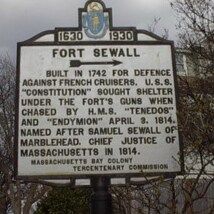 1630 1930
FORT SEWALL
BUILT IN 1742 FOR DEFENCE
AGAINST FRENCH CRUISERS. U.S.S.
"CONSTITUTION" SOUGHT SHELTER
UNDER THE FORT'S GUNS WHEN
CHASED BY H.M.S. "TENEDOS"
AND "ENDYMION" APRIL 3, 1814.
NAMED AFTER SAMUEL SEWALL OF
MARBLEHEAD, CHIEF JUSTICE OF
MASSACHUSETTS IN 1814.
MASSACHUSETTS BAY COLONY
TERCENTENARY COMMISSION